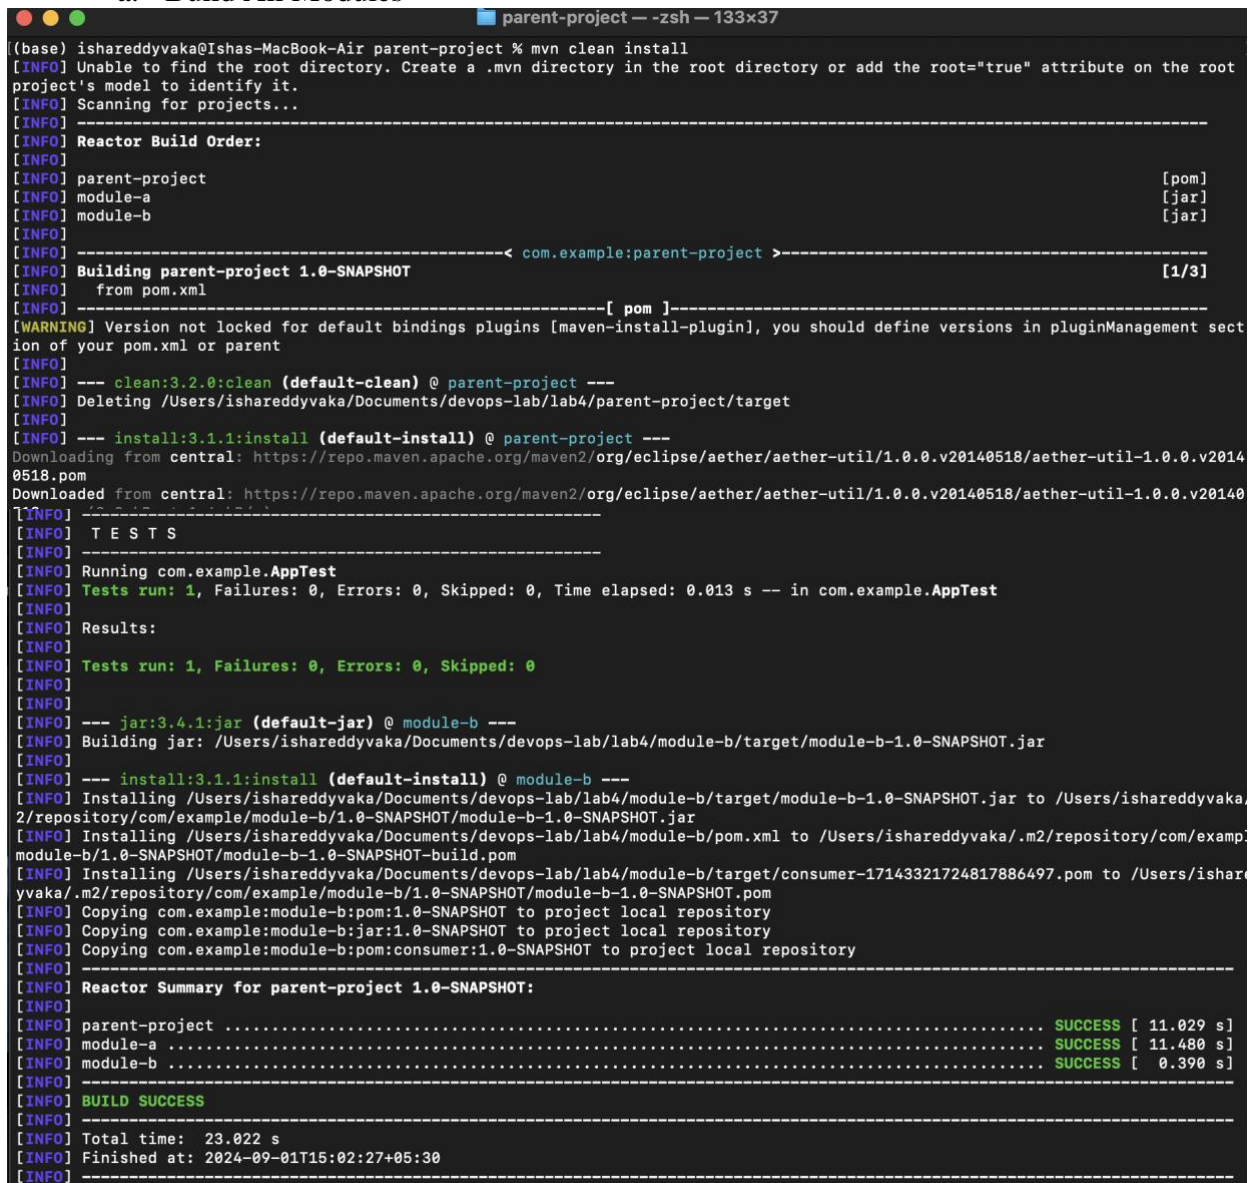 a. Build All Modules
parent-project — -zsh — 133×37
(base) ishareddyvaka@Ishas-MacBook-Air parent-project % mvn clean install
[INFO] Unable to find the root directory. Create a .mvn directory in the root directory or add the root="true" attribute on the root
project's model to identify it.
[INFO] Scanning for projects...
[INFO] ------------------------------------------------------------------------
[INFO] Reactor Build Order:
[INFO]
[INFO] parent-project [pom]
[INFO] module-a [jar]
[INFO] module-b [jar]
[INFO]
[INFO] ---------------------------------------------< com.example:parent-project >---------------------------------------------
[INFO] Building parent-project 1.0-SNAPSHOT [1/3]
[INFO]   from pom.xml
[INFO] --------------------------------------------------------[ pom ]---------------------------------------------------------
[WARNING] Version not locked for default bindings plugins [maven-install-plugin], you should define versions in pluginManagement sect
ion of your pom.xml or parent
[INFO]
[INFO] --- clean:3.2.0:clean (default-clean) @ parent-project ---
[INFO] Deleting /Users/ishareddyvaka/Documents/devops-lab/lab4/parent-project/target
[INFO]
[INFO] --- install:3.1.1:install (default-install) @ parent-project ---
Downloading from central: https://repo.maven.apache.org/maven2/org/eclipse/aether/aether-util/1.0.0.v20140518/aether-util-1.0.0.v2014
0518.pom
Downloaded from central: https://repo.maven.apache.org/maven2/org/eclipse/aether/aether-util/1.0.0.v20140518/aether-util-1.0.0.v20140
[INFO] -------------------------------------------------------
[INFO]  T E S T S
[INFO] -------------------------------------------------------
[INFO] Running com.example.AppTest
[INFO] Tests run: 1, Failures: 0, Errors: 0, Skipped: 0, Time elapsed: 0.013 s -- in com.example.AppTest
[INFO]
[INFO] Results:
[INFO]
[INFO] Tests run: 1, Failures: 0, Errors: 0, Skipped: 0
[INFO]
[INFO]
[INFO] --- jar:3.4.1:jar (default-jar) @ module-b ---
[INFO] Building jar: /Users/ishareddyvaka/Documents/devops-lab/lab4/module-b/target/module-b-1.0-SNAPSHOT.jar
[INFO]
[INFO] --- install:3.1.1:install (default-install) @ module-b ---
[INFO] Installing /Users/ishareddyvaka/Documents/devops-lab/lab4/module-b/target/module-b-1.0-SNAPSHOT.jar to /Users/ishareddyvaka/
2/repository/com/example/module-b/1.0-SNAPSHOT/module-b-1.0-SNAPSHOT.jar
[INFO] Installing /Users/ishareddyvaka/Documents/devops-lab/lab4/module-b/pom.xml to /Users/ishareddyvaka/.m2/repository/com/exampl
module-b/1.0-SNAPSHOT/module-b-1.0-SNAPSHOT-build.pom
[INFO] Installing /Users/ishareddyvaka/Documents/devops-lab/lab4/module-b/target/consumer-17143321724817886497.pom to /Users/ishare
yvaka/.m2/repository/com/example/module-b/1.0-SNAPSHOT/module-b-1.0-SNAPSHOT.pom
[INFO] Copying com.example:module-b:pom:1.0-SNAPSHOT to project local repository
[INFO] Copying com.example:module-b:jar:1.0-SNAPSHOT to project local repository
[INFO] Copying com.example:module-b:pom:consumer:1.0-SNAPSHOT to project local repository
[INFO] ------------------------------------------------------------------------
[INFO] Reactor Summary for parent-project 1.0-SNAPSHOT:
[INFO]
[INFO] parent-project ..................................................................................... SUCCESS [ 11.029 s]
[INFO] module-a ........................................................................................... SUCCESS [ 11.480 s]
[INFO] module-b ........................................................................................... SUCCESS [  0.390 s]
[INFO] ------------------------------------------------------------------------
[INFO] BUILD SUCCESS
[INFO] ------------------------------------------------------------------------
[INFO] Total time:  23.022 s
[INFO] Finished at: 2024-09-01T15:02:27+05:30
[INFO] ------------------------------------------------------------------------